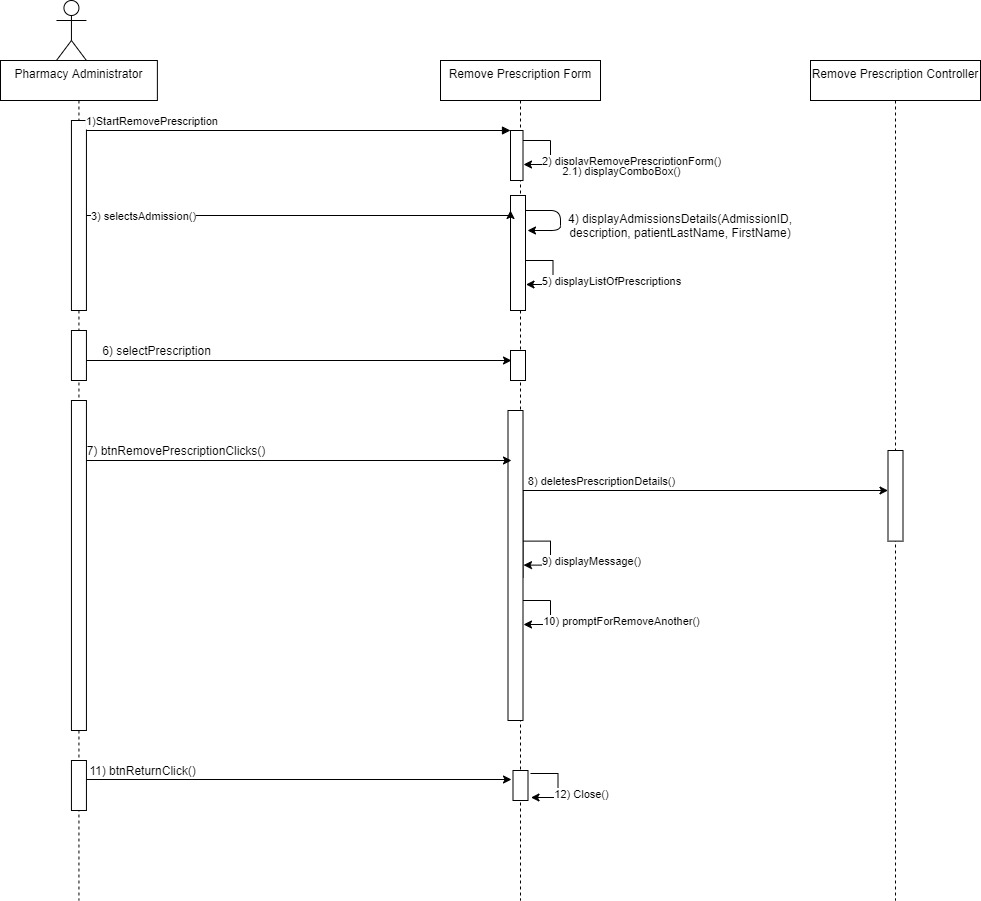 Pharmacy Administrator
Remove Prescription Form
Remove Prescription Controller
1)StartRemovePrescription
2) displayRemovePrescriptionForm()
2.1) displayComboBox()
3) selectsAdmission()
4) displayAdmissionsDetails(AdmissionID,
description, patientLastName, FirstName)
5) displayListOfPrescriptions
6) selectPrescription
7) btnRemovePrescriptionClicks()
8) deletesPrescriptionDetails()
9) displayMessage()
10) promptForRemoveAnother()
11) btnReturnClick()
12) Close()